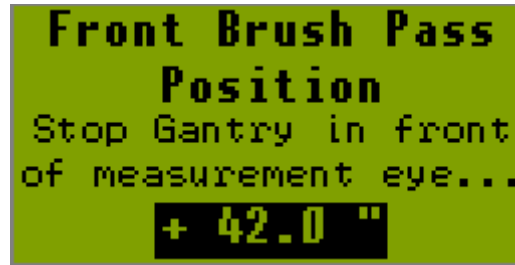 Front Brush Pass
Position
Stop Gantry in front
of measurement eye...
+ 42.0 "